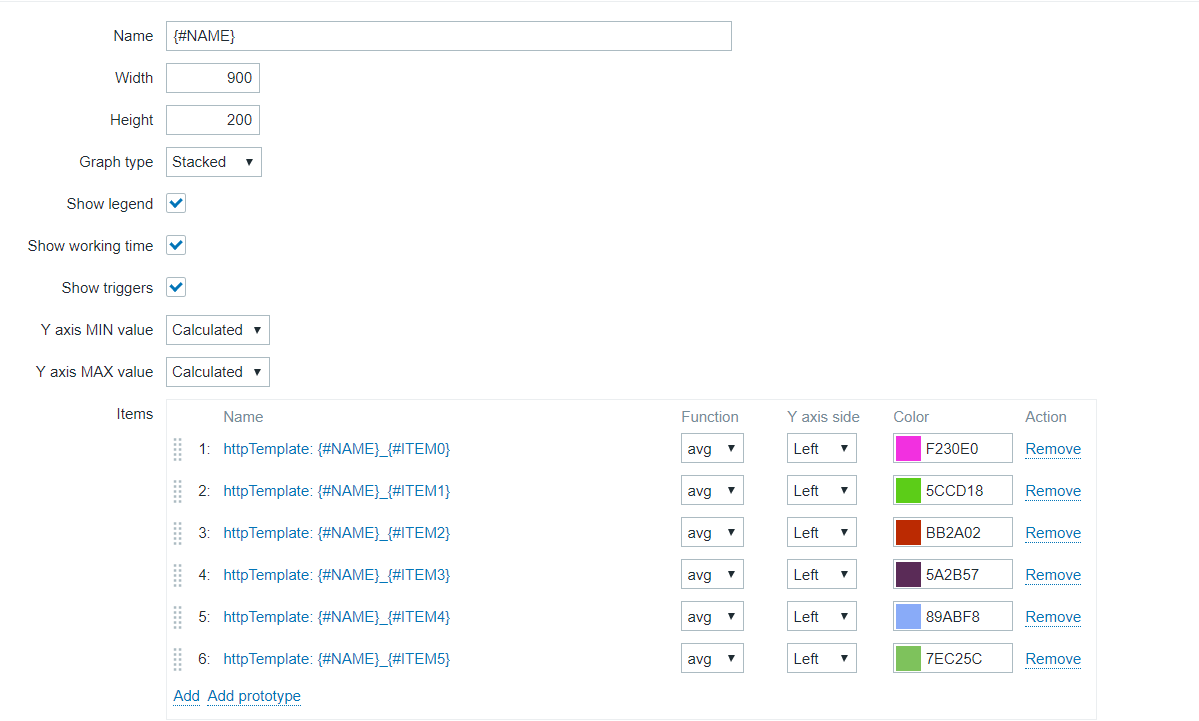 Name {#NAME}
Width 900
Height 200
Graph type Stacked
Show legend
Show working time
Show triggers
Y axis MIN value Calculated
Y axis MAX value Calculated
Items Name Function Y axis side Color Action
1: httpTemplate: {#NAME}_{#ITEM0} avg Left F230E0 Remove
2: httpTemplate: {#NAME}_{#ITEM1} avg Left 5CCD18 Remove
3: httpTemplate: {#NAME}_{#ITEM2} avg Left BB2A02 Remove
4: httpTemplate: {#NAME}_{#ITEM3} avg Left 5A2B57 Remove
5: httpTemplate: {#NAME}_{#ITEM4} avg Left 89ABF8 Remove
6: httpTemplate: {#NAME}_{#ITEM5} avg Left 7EC25C Remove
Add Add prototype